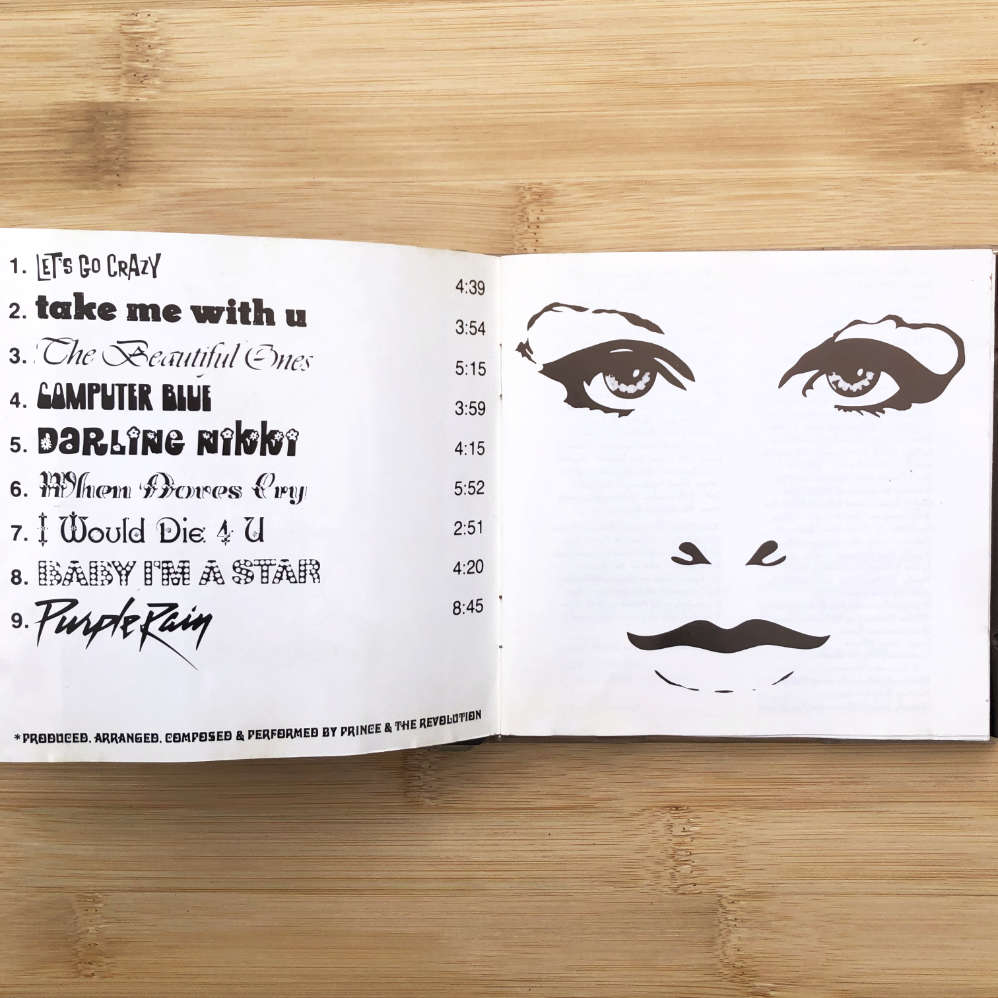 1. LET'S GO CRAZY 4:39
2. take me with u 3:54
3. The Beautiful Ones 5:15
4. COMPUTER BLUE 3:59
5. DARLING NIKKI 4:15
6. When Doves Cry 5:52
7. I Would Die 4 U 2:51
8. BABY I'M A STAR 4:20
9. Purple Rain 8:45
*PRODUCED, ARRANGED, COMPOSED & PERFORMED BY PRINCE & THE REVOLUTION